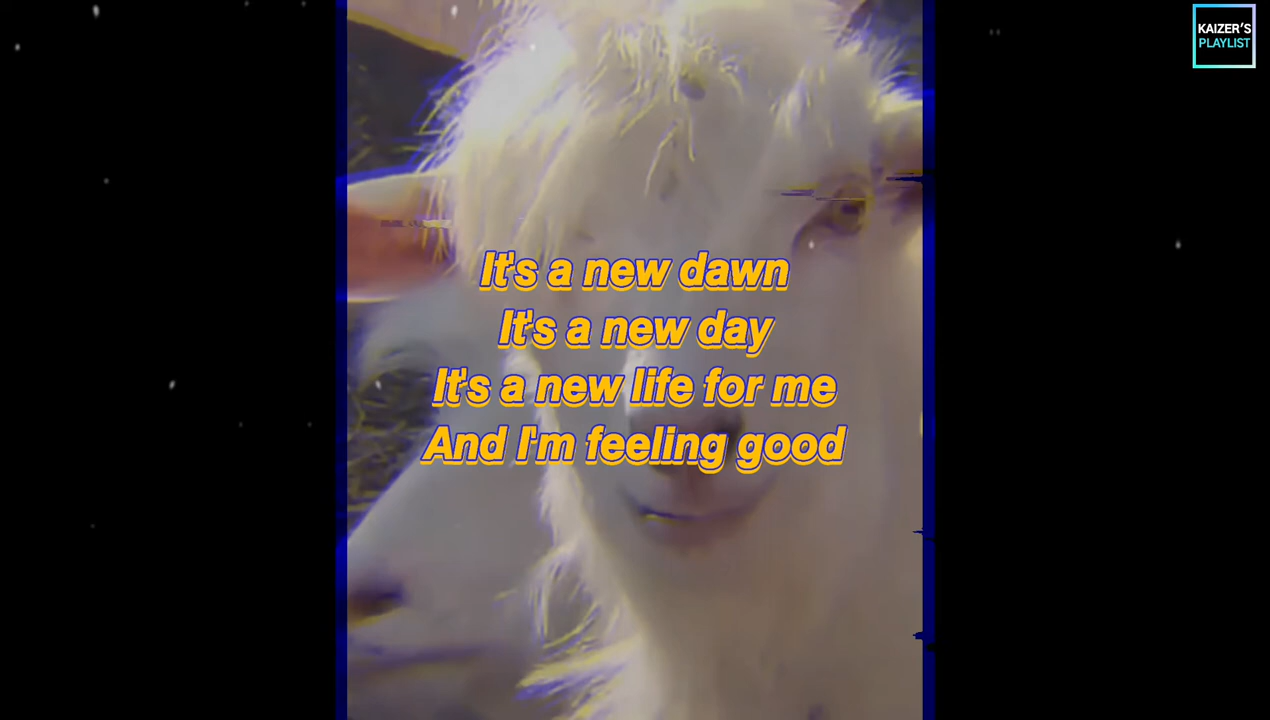 KAIZER'S
PLAYLIST
It's a new dawn
It's a new day
It's a new life for me
And I'm feeling good